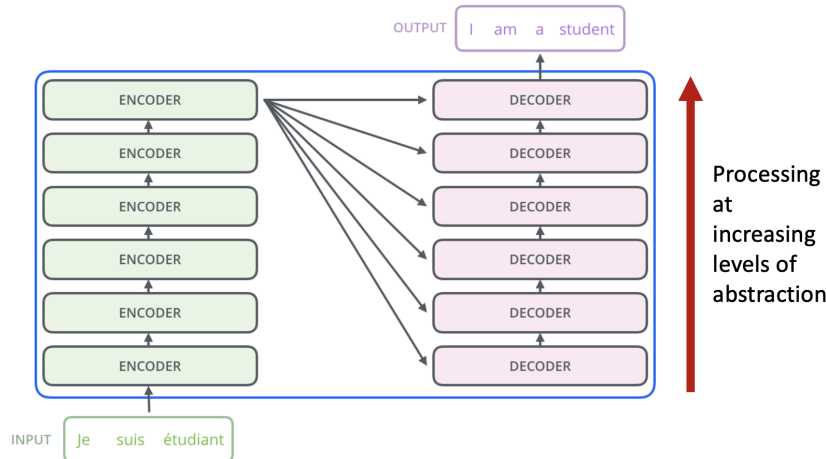 OUTPUT I am a student
ENCODER DECODER
ENCODER DECODER
ENCODER DECODER
ENCODER DECODER
ENCODER DECODER
ENCODER DECODER
Processing
at
increasing
levels of
abstraction
INPUT Je suis étudiant